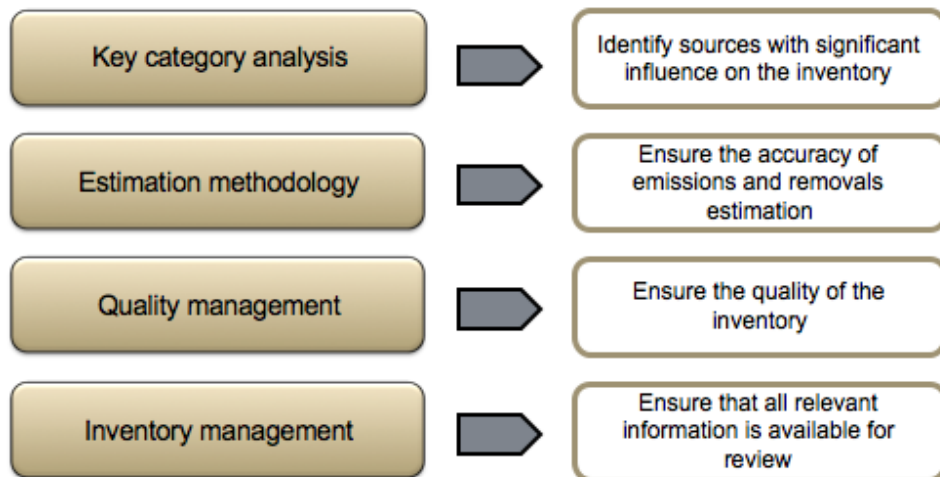 Key category analysis
Identify sources with significant
influence on the inventory
Estimation methodology
Ensure the accuracy of
emissions and removals
estimation
Quality management
Ensure the quality of the
inventory
Inventory management
Ensure that all relevant
information is available for
review